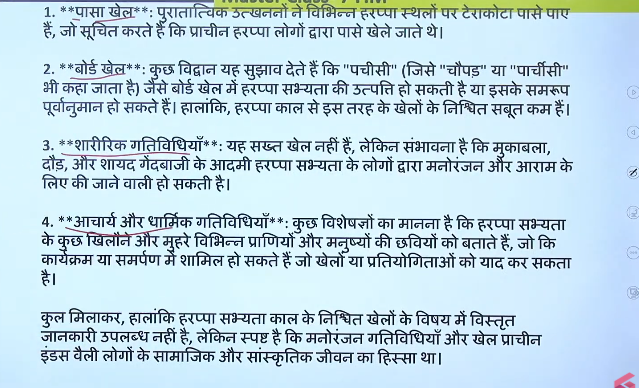 1. **पासा खेल**: पुरातात्विक उत्खननों ने विभिन्न हरप्पा स्थलों पर टेराकोटा पासे पाए
हैं, जो सूचित करते हैं कि प्राचीन हरप्पा लोगों द्वारा पासे खेले जाते थे।
2. **बोर्ड खेल**: कुछ विद्वान यह सुझाव देते हैं कि "पचीसी" (जिसे "चौपड़" या "पार्चीसी"
भी कहा जाता है) जैसे बोर्ड खेल में हरप्पा सभ्यता की उत्पत्ति हो सकती है या इसके समरूप
पूर्वानुमान हो सकते हैं। हालांकि, हरप्पा काल से इस तरह के खेलों के निश्चित सबूत कम हैं।
3. **शारीरिक गतिविधियाँ**: यह सख्त खेल नहीं हैं, लेकिन संभावना है कि मुकाबला,
दौड़, और शायद गेंदबाजी के आदमी हरप्पा सभ्यता के लोगों द्वारा मनोरंजन और आराम के
लिए की जाने वाली हो सकती है।
4. **आचार्य और धार्मिक गतिविधियाँ**: कुछ विशेषज्ञों का मानना है कि हरप्पा सभ्यता
के कुछ खिलौने और मुहरे विभिन्न प्राणियों और मनुष्यों की छवियों को बताते हैं, जो कि
कार्यक्रम या समर्पण में शामिल हो सकते हैं जो खेलों या प्रतियोगिताओं को याद कर सकता
है।
कुल मिलाकर, हालांकि हरप्पा सभ्यता काल के निश्चित खेलों के विषय में विस्तृत
जानकारी उपलब्ध नहीं है, लेकिन स्पष्ट है कि मनोरंजन गतिविधियाँ और खेल प्राचीन
इंडस वैली लोगों के सामाजिक और सांस्कृतिक जीवन का हिस्सा था।